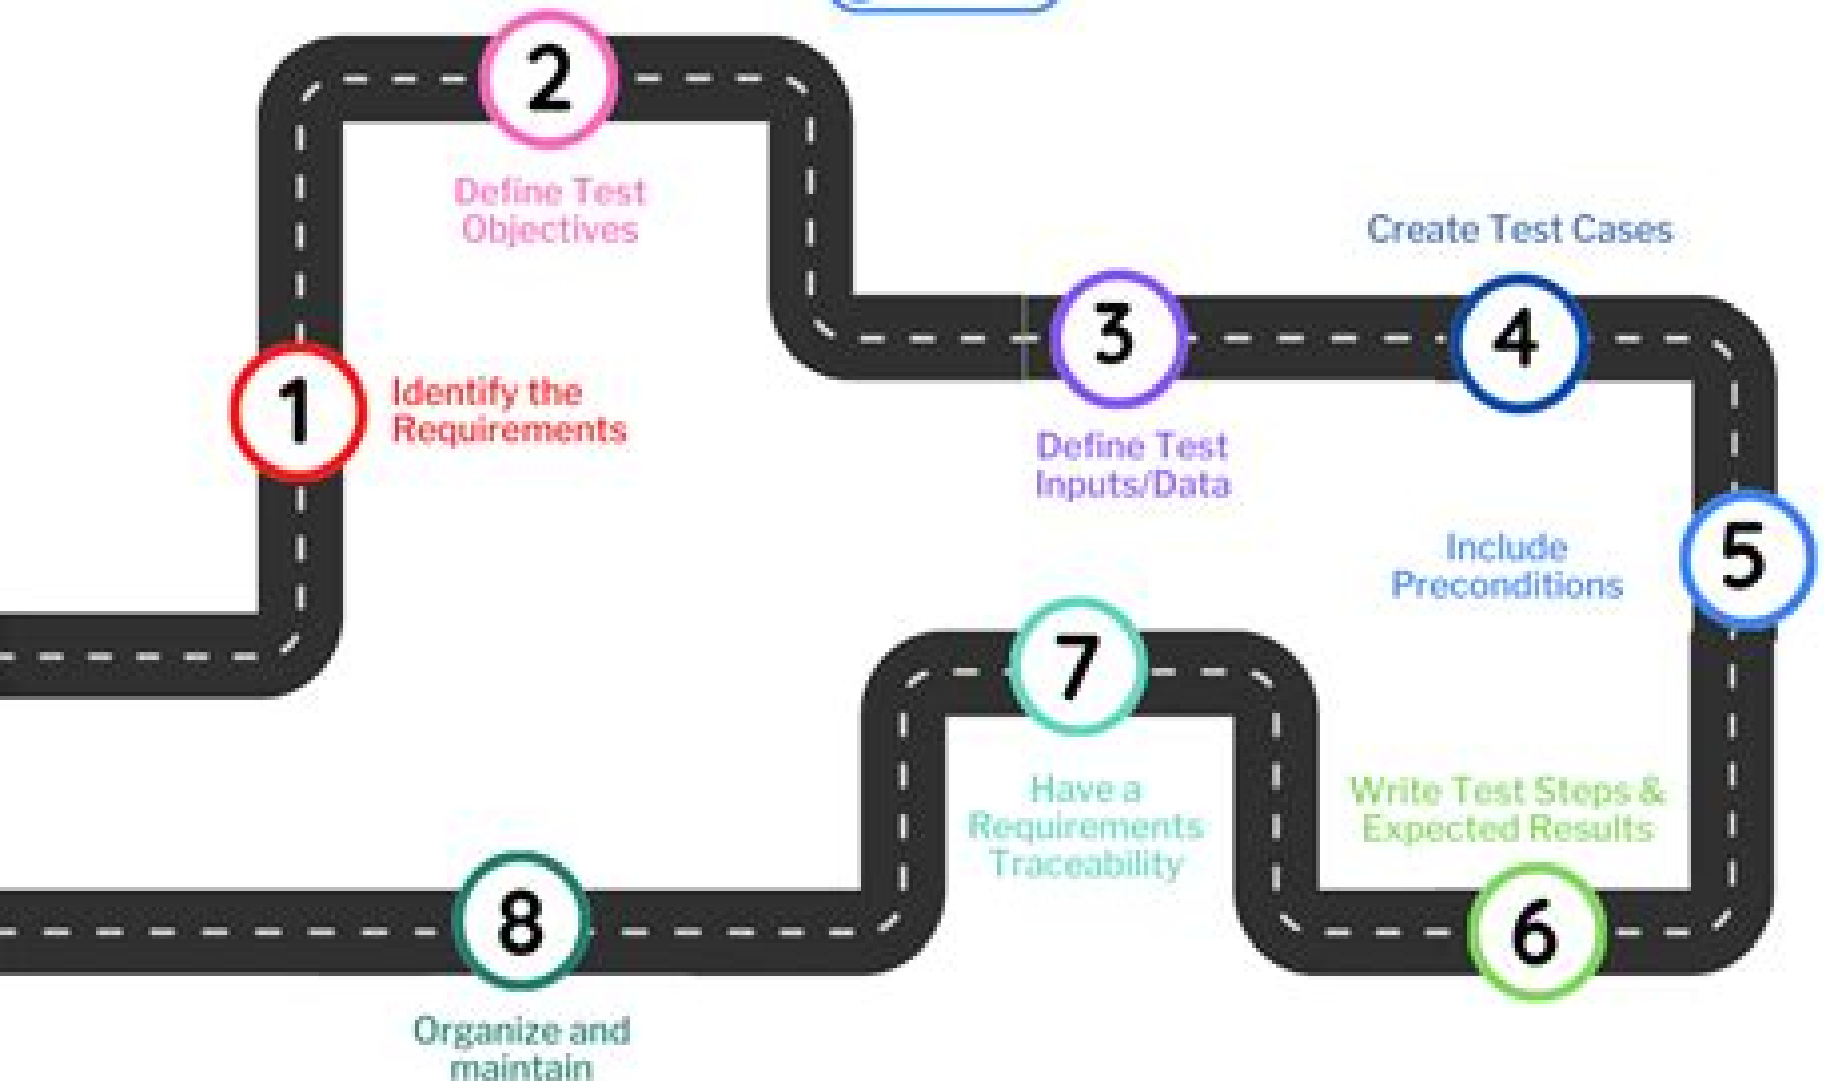 1
Identify the
Requirements
2
Define Test
Objectives
3
Define Test
Inputs/Data
4
Create Test Cases
5
Include
Preconditions
6
Write Test Steps &
Expected Results
7
Have a
Requirements
Traceability
8
Organize and
maintain